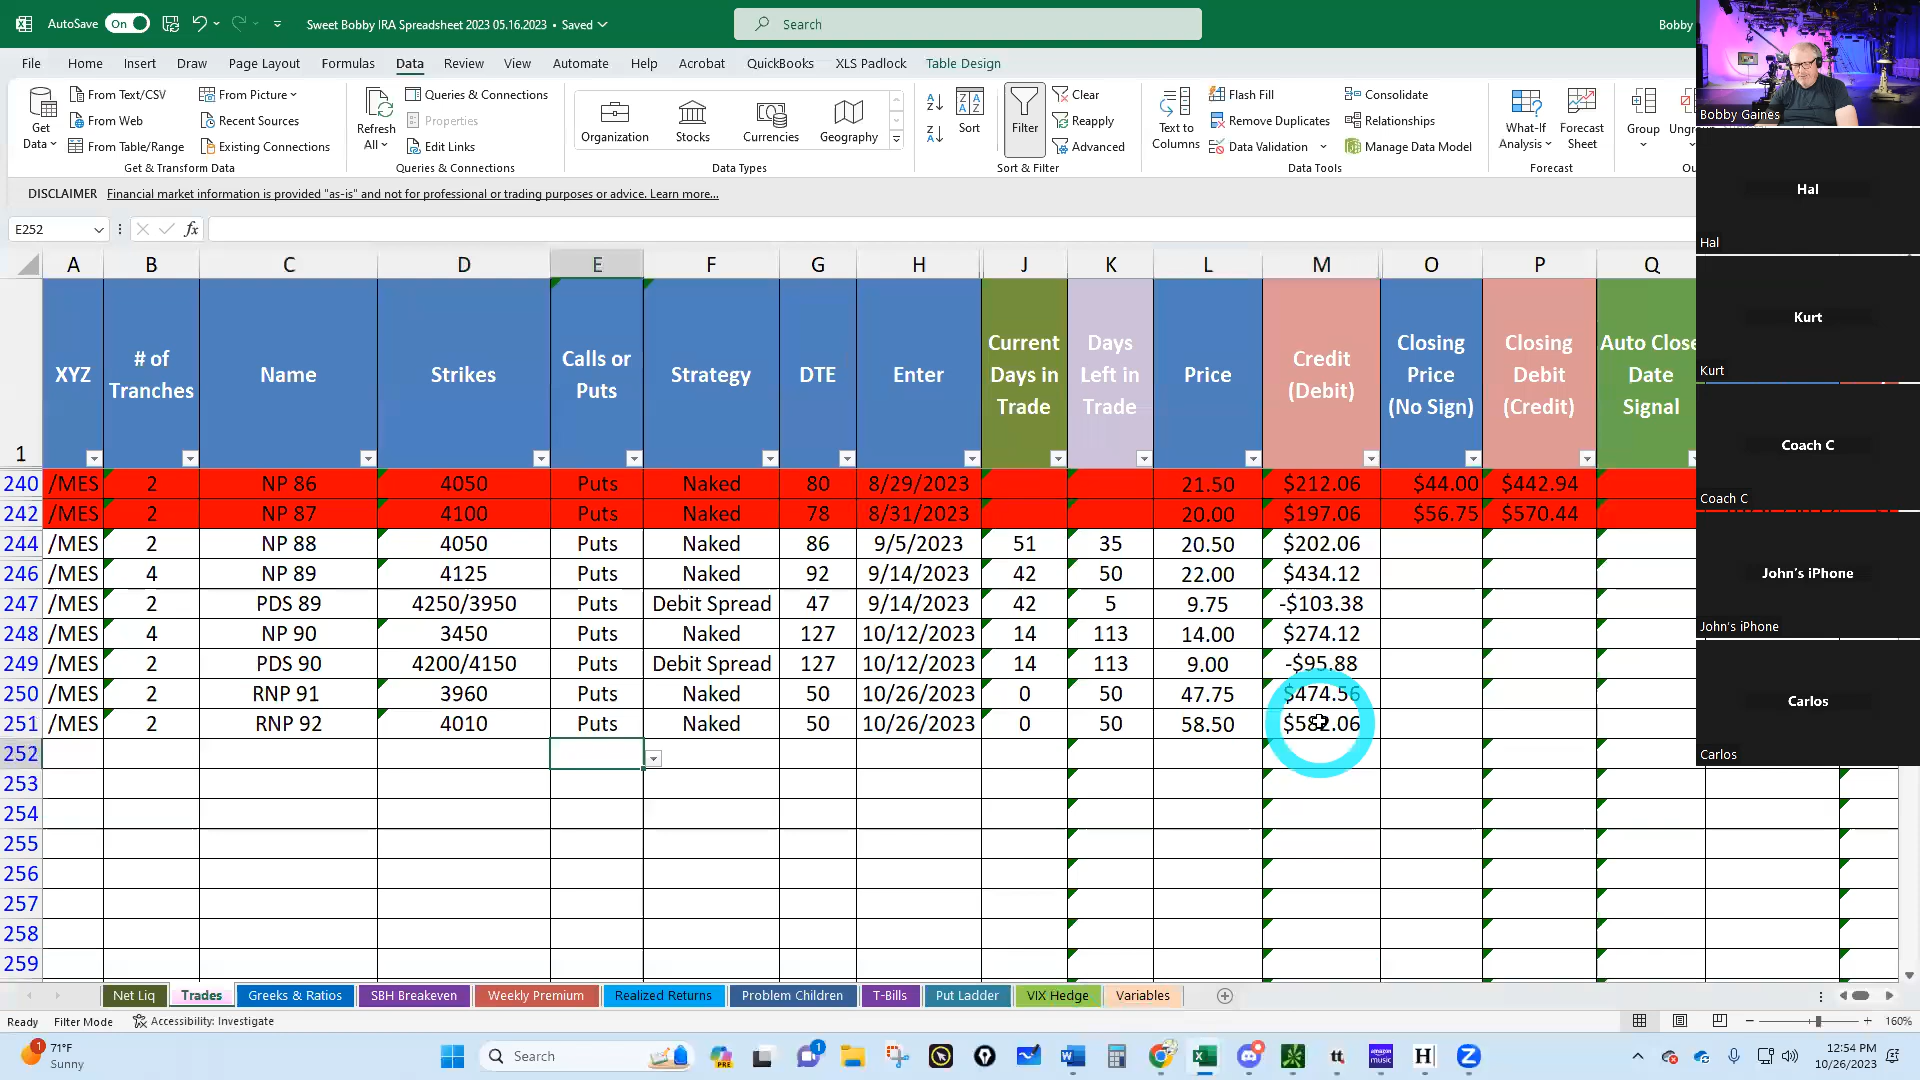 AutoSave On Sweet Bobby IRA Spreadsheet 2023 05.16.2023 • Saved Search Bobby
File Home Insert Draw Page Layout Formulas Data Review View Automate Help Acrobat QuickBooks XLS Padlock Table Design
Get Data
From Text/CSV
From Web
From Table/Range
From Picture
Recent Sources
Existing Connections
Get & Transform Data
Refresh All
Queries & Connections
Properties
Edit Links
Queries & Connections
Organization Stocks Currencies Geography
Data Types
Sort
Filter
Clear
Reapply
Advanced
Sort & Filter
Text to Columns
Flash Fill
Remove Duplicates
Data Validation
Consolidate
Relationships
Manage Data Model
Data Tools
What-If Analysis
Forecast Sheet
Forecast
Group
Bobby Gaines
DISCLAIMER Financial market information is provided "as-is" and not for professional or trading purposes or advice. Learn more...
E252 fx
A B C D E F G H J K L M O P Q
1 XYZ # of Tranches Name Strikes Calls or Puts Strategy DTE Enter Current Days in Trade Days Left in Trade Price Credit (Debit) Closing Price (No Sign) Closing Debit (Credit) Auto Close Date Signal
240 /MES 2 NP 86 4050 Puts Naked 80 8/29/2023 21.50 $212.06 $44.00 $442.94
242 /MES 2 NP 87 4100 Puts Naked 78 8/31/2023 20.00 $197.06 $56.75 $570.44
244 /MES 2 NP 88 4050 Puts Naked 86 9/5/2023 51 35 20.50 $202.06
246 /MES 4 NP 89 4125 Puts Naked 92 9/14/2023 42 50 22.00 $434.12
247 /MES 2 PDS 89 4250/3950 Puts Debit Spread 47 9/14/2023 42 5 9.75 -$103.38
248 /MES 4 NP 90 3450 Puts Naked 127 10/12/2023 14 113 14.00 $274.12
249 /MES 2 PDS 90 4200/4150 Puts Debit Spread 127 10/12/2023 14 113 9.00 -$95.88
250 /MES 2 RNP 91 3960 Puts Naked 50 10/26/2023 0 50 47.75 $474.56
251 /MES 2 RNP 92 4010 Puts Naked 50 10/26/2023 0 50 58.50 $582.06
252
253
254
255
256
257
258
259
Hal
Hal
Kurt
Kurt
Coach C
Coach C
John's iPhone
John's iPhone
Carlos
Carlos
Net Liq Trades Greeks & Ratios SBH Breakeven Weekly Premium Realized Returns Problem Children T-Bills Put Ladder VIX Hedge Variables
Ready Filter Mode Accessibility: Investigate 160%
71°F
Sunny
Search
12:54 PM
10/26/2023